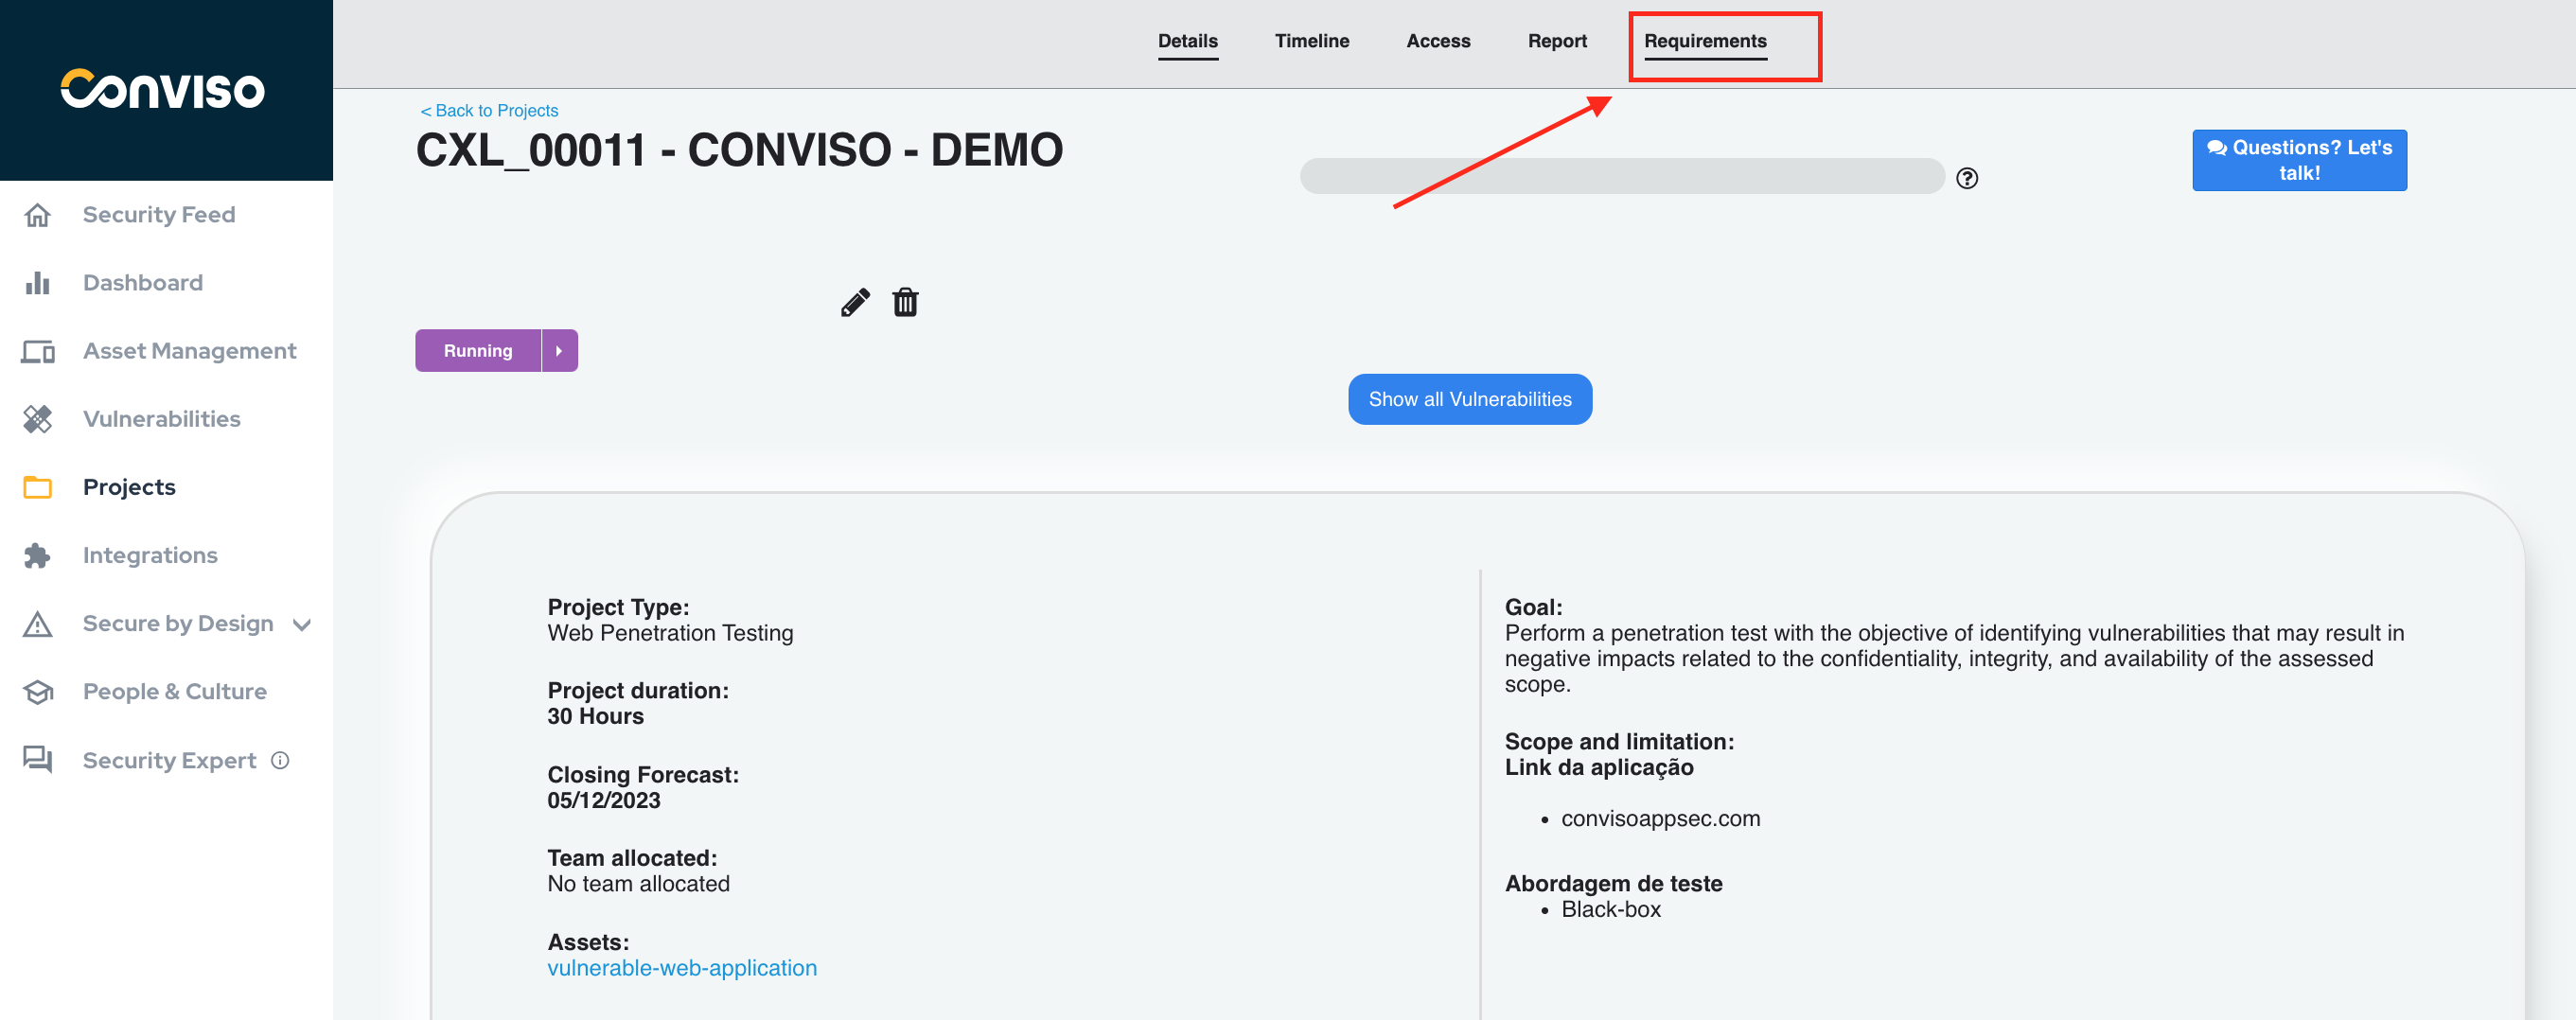 Conviso
Details Timeline Access Report Requirements
< Back to Projects
CXL_00011 - CONVISO - DEMO
Questions? Let's
talk!
Security Feed
Dashboard
Asset Management
Vulnerabilities
Projects
Integrations
Secure by Design
People & Culture
Security Expert
Running
Show all Vulnerabilities
Project Type:
Web Penetration Testing
Project duration:
30 Hours
Closing Forecast:
05/12/2023
Team allocated:
No team allocated
Assets:
vulnerable-web-application
Goal:
Perform a penetration test with the objective of identifying vulnerabilities that may result in
negative impacts related to the confidentiality, integrity, and availability of the assessed
scope.
Scope and limitation:
Link da aplicação
• convisoappsec.com
Abordagem de teste
• Black-box